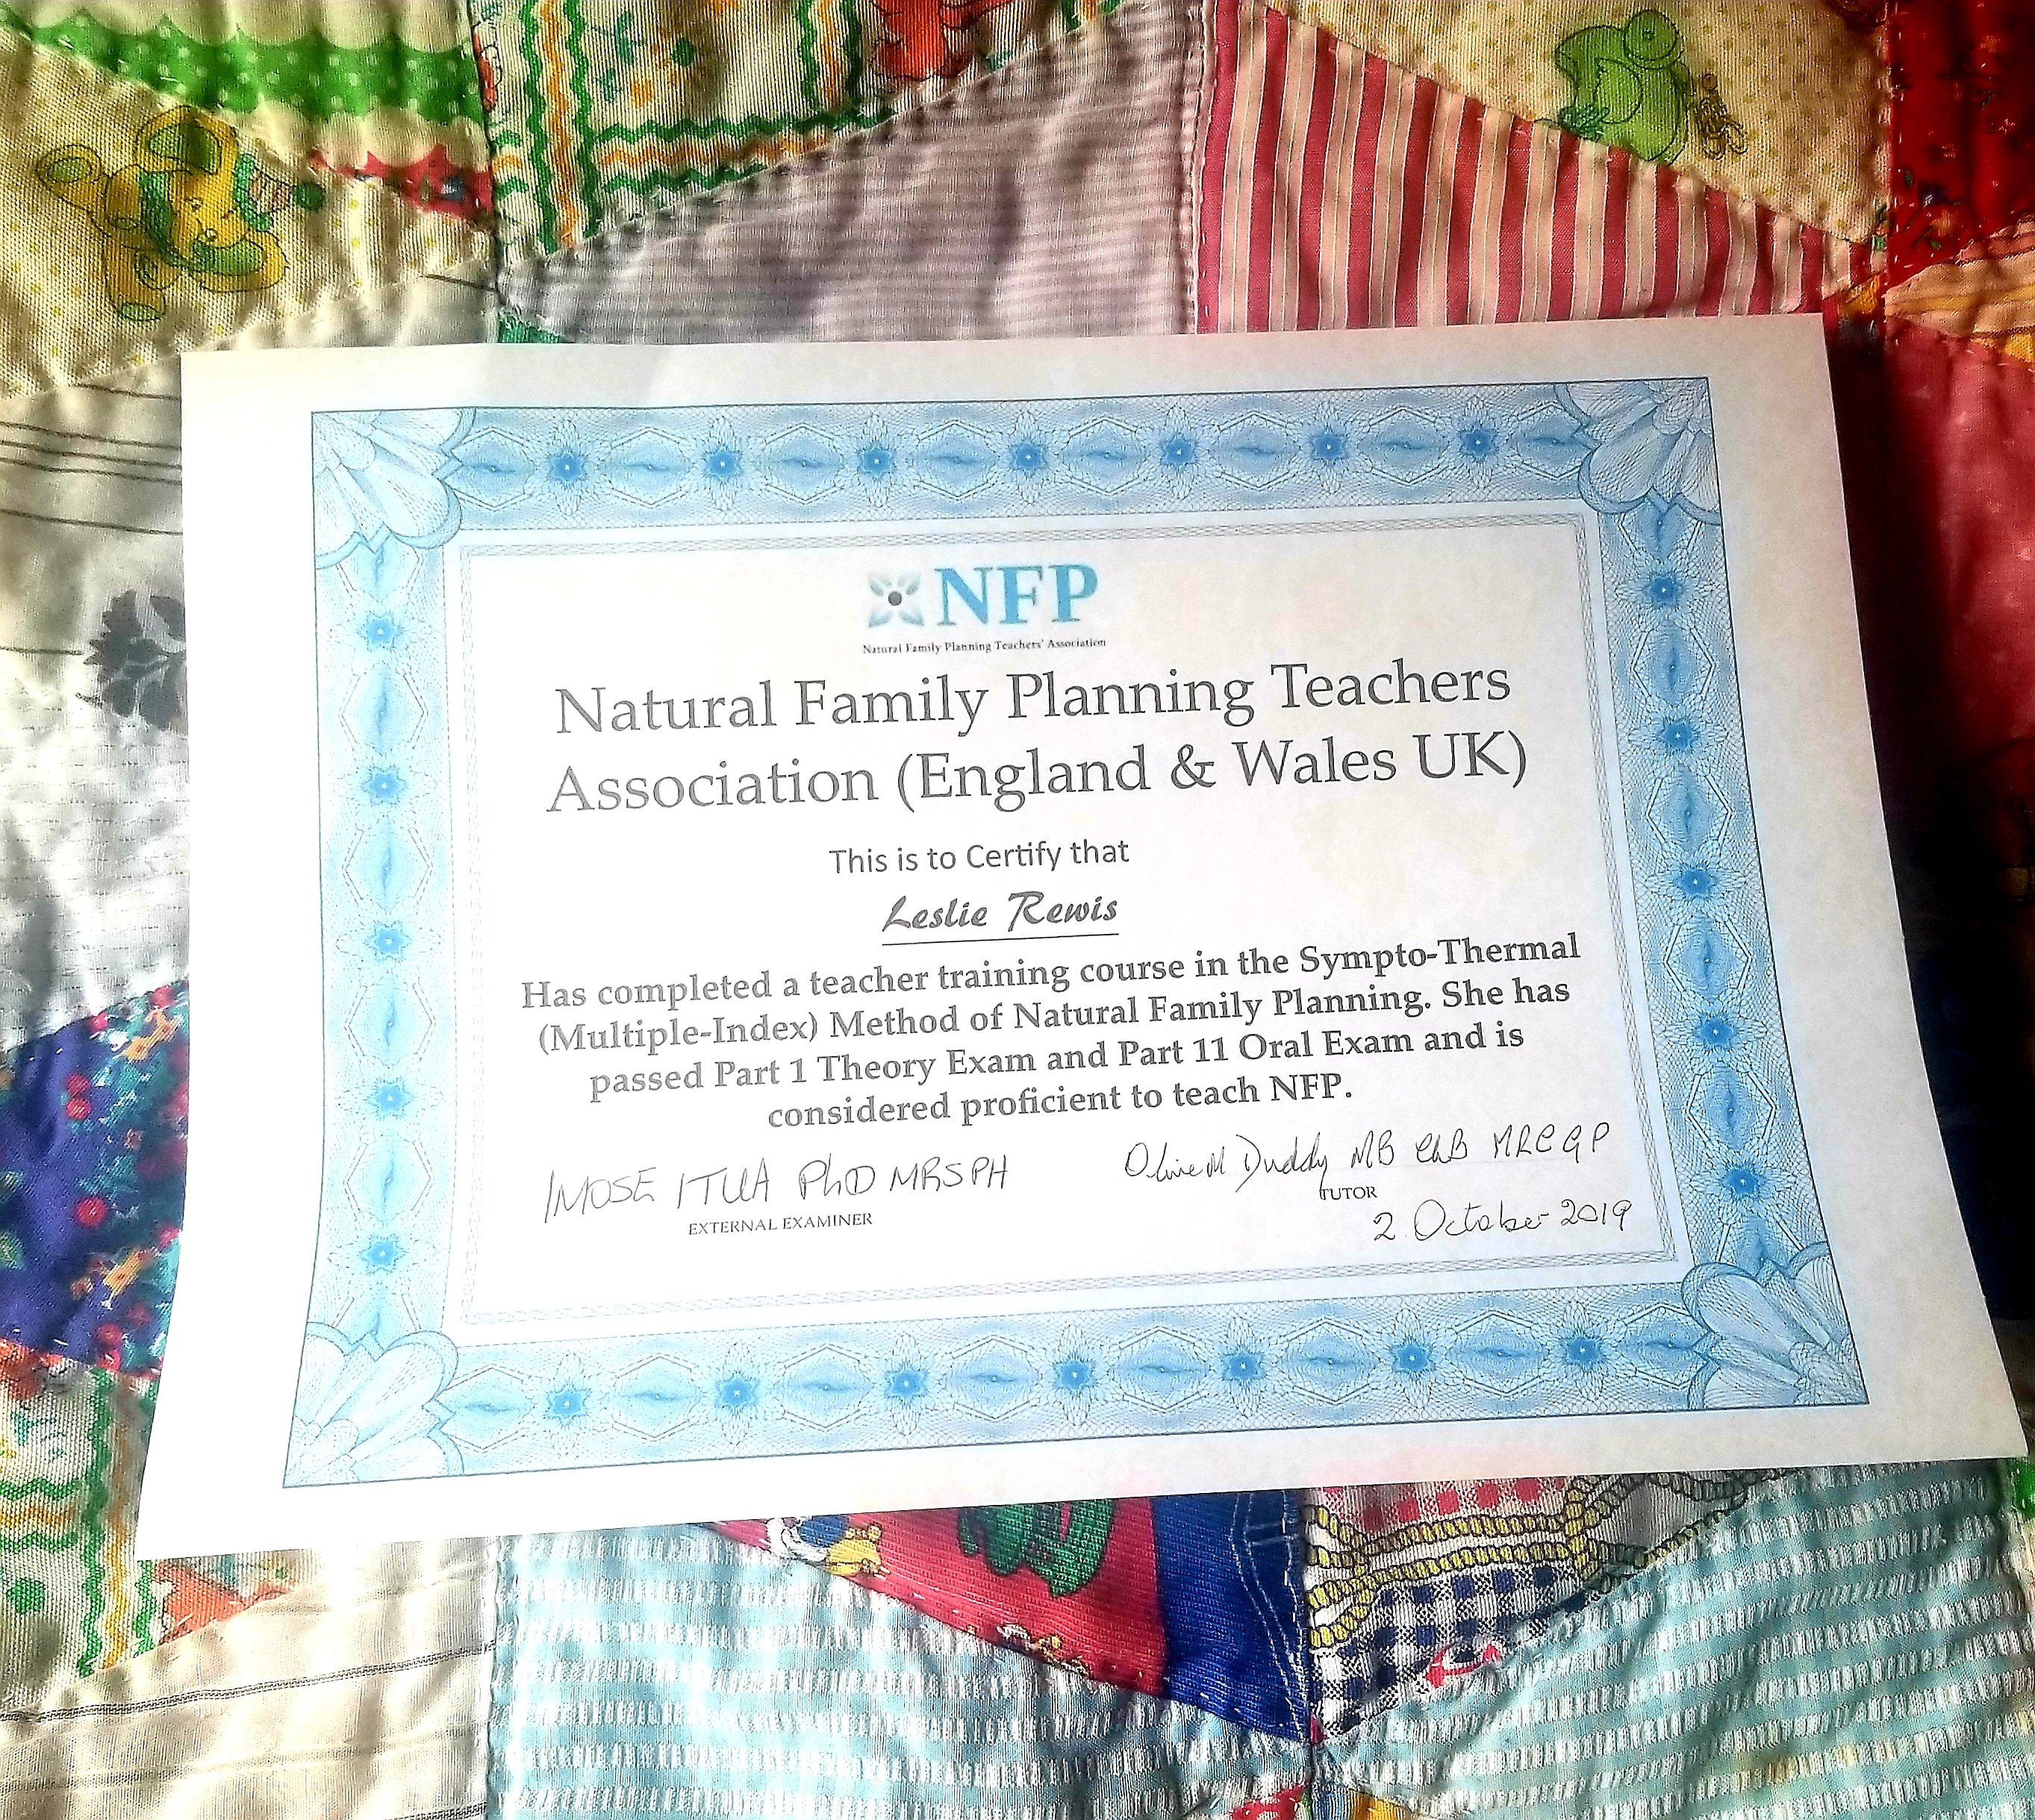 NFP
Natural Family Planning Teachers' Association
Natural Family Planning Teachers
Association (England & Wales UK)
This is to Certify that
Leslie Rewis
Has completed a teacher training course in the Sympto-Thermal
(Multiple-Index) Method of Natural Family Planning. She has
passed Part 1 Theory Exam and Part 11 Oral Exam and is
considered proficient to teach NFP.
IMOSE ITUA PhD MRSPH
EXTERNAL EXAMINER
Olive M Duddy MB ChB MRCGP
TUTOR
2 October 2019